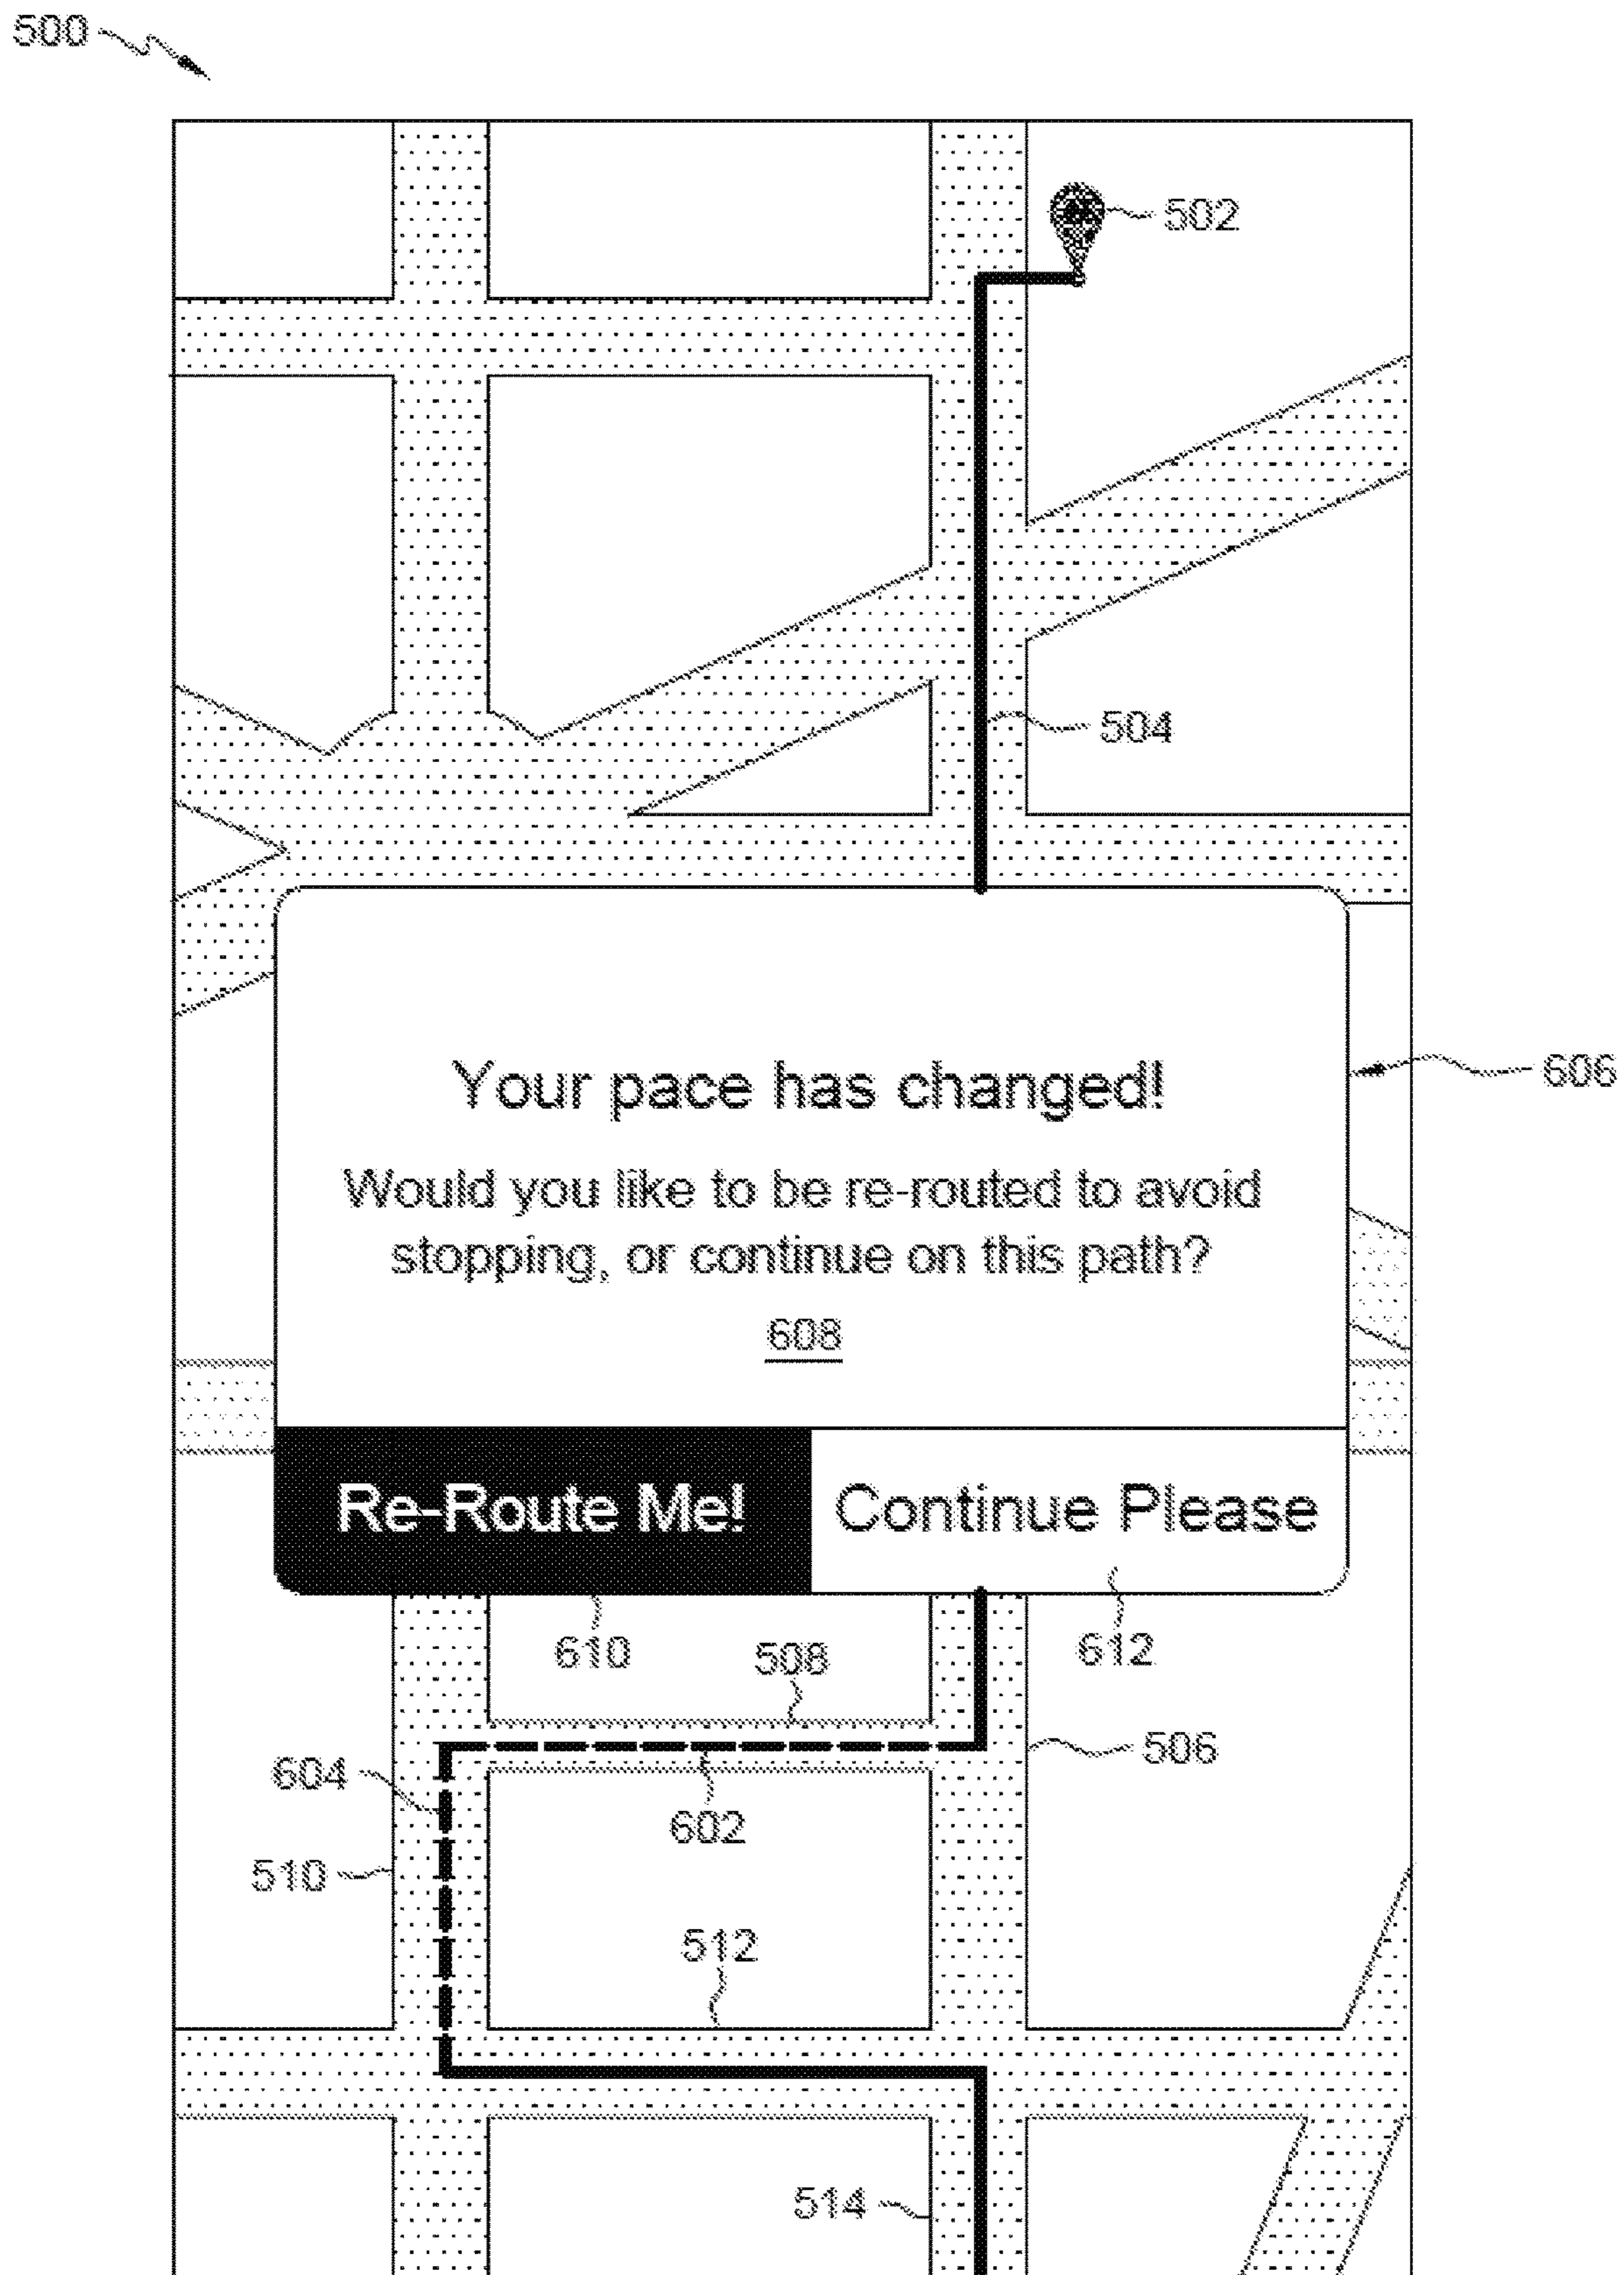 500
502
504
Your pace has changed!
606
Would you like to be re-routed to avoid
stopping, or continue on this path?
608
Re-Route Me!
Continue Please
610
508
612
506
604
602
510
512
514